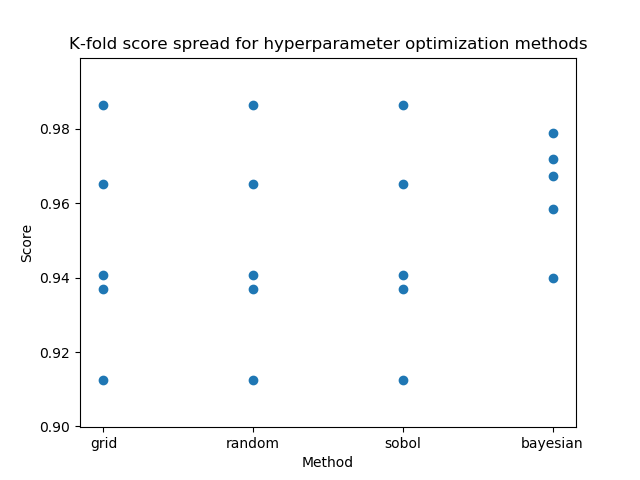 K-fold score spread for hyperparameter optimization methods
0.98
0.96
0.94
0.92
0.90
Score
grid random sobol bayesian
Method